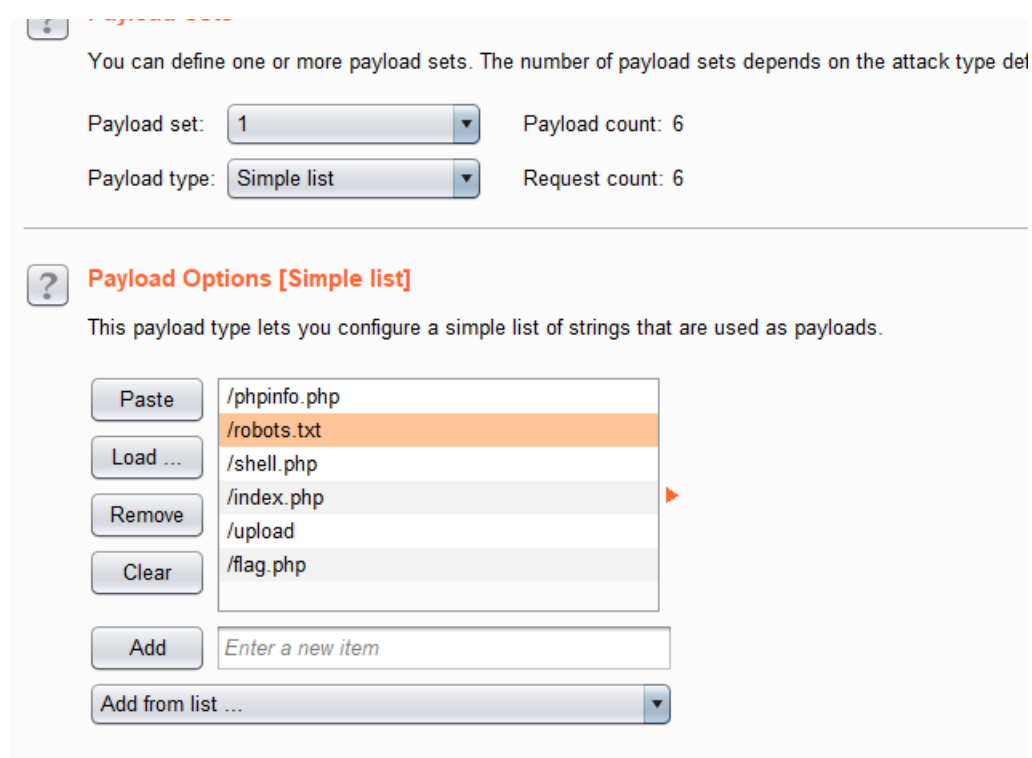 You can define one or more payload sets. The number of payload sets depends on the attack type
Payload set: 1 Payload count: 6
Payload type: Simple list Request count: 6
? Payload Options [Simple list]
This payload type lets you configure a simple list of strings that are used as payloads.
Paste
Load ...
Remove
Clear
/phpinfo.php
/robots.txt
/shell.php
/index.php
/upload
/flag.php
Add Enter a new item
Add from list ...